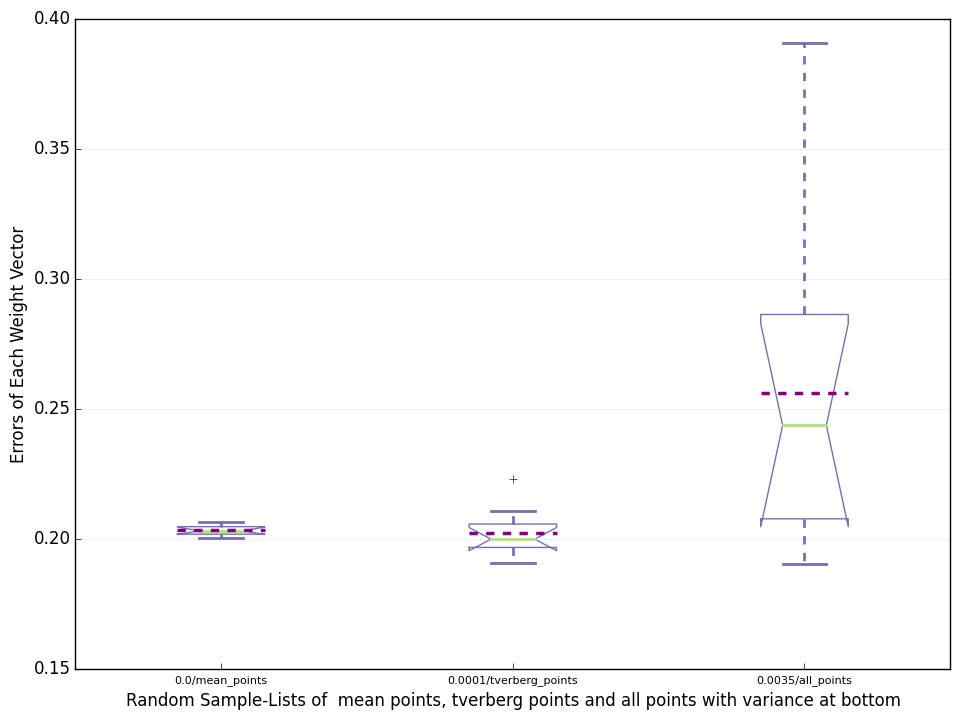 0.40
0.35
0.30
0.25
0.20
0.15
Errors of Each Weight Vector
0.0/mean_points
0.0001/tverberg_points
0.0035/all_points
Random Sample-Lists of  mean points, tverberg points and all points with variance at bottom